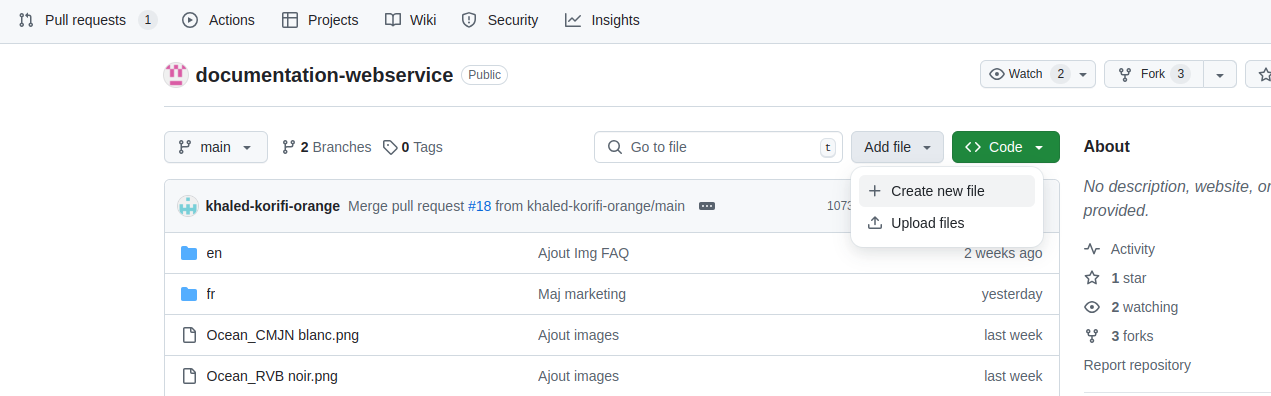 Pull requests 1 Actions Projects Wiki Security Insights
documentation-webservice Public Watch 2 Fork 3
main 2 Branches 0 Tags Go to file t Add file Code About
Create new file
Upload files
No description, website, or
provided.
khaled-korifi-orange Merge pull request #18 from khaled-korifi-orange/main 1073
en Ajout Img FAQ 2 weeks ago
Activity
fr Maj marketing yesterday
1 star
2 watching
Ocean_CMJN blanc.png Ajout images last week
3 forks
Report repository
Ocean_RVB noir.png Ajout images last week